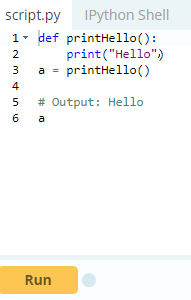 script.py IPython Shell
1 def printHello():
2     print("Hello")
3 a = printHello()
4
5 # Output: Hello
6 a
Run